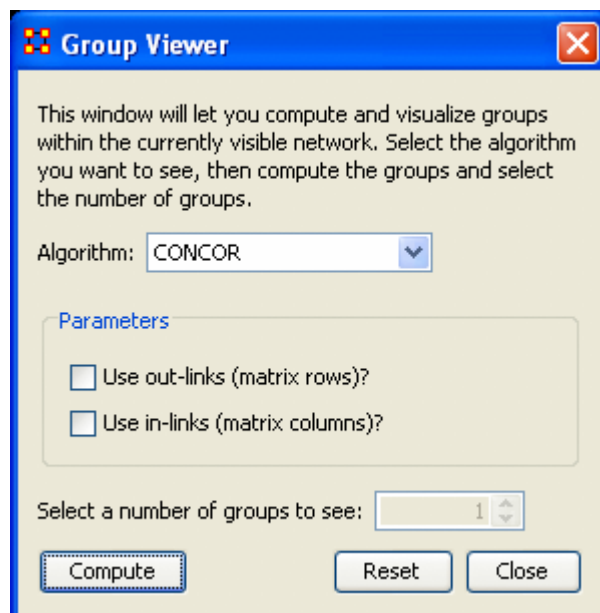 Group Viewer
This window will let you compute and visualize groups
within the currently visible network. Select the algorithm
you want to see, then compute the groups and select
the number of groups.
Algorithm: CONCOR
Parameters
Use out-links (matrix rows)?
Use in-links (matrix columns)?
Select a number of groups to see: 1
Compute Reset Close